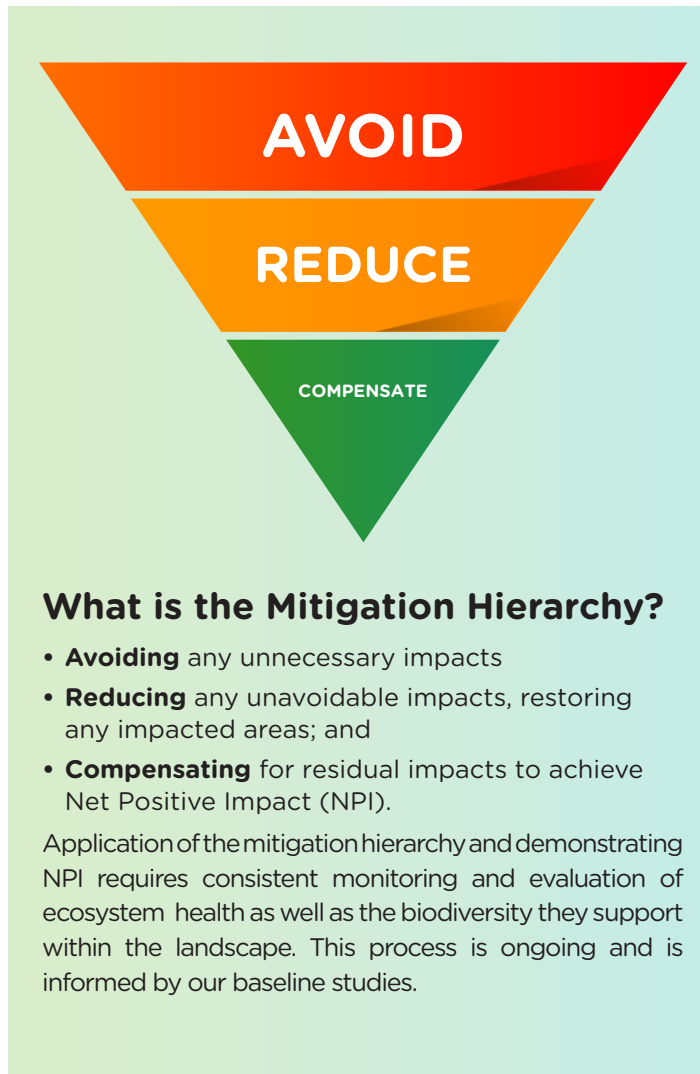 AVOID
REDUCE
COMPENSATE
What is the Mitigation Hierarchy?
• Avoiding any unnecessary impacts
• Reducing any unavoidable impacts, restoring
any impacted areas; and
• Compensating for residual impacts to achieve
Net Positive Impact (NPI).
Application of the mitigation hierarchy and demonstrating
NPI requires consistent monitoring and evaluation of
ecosystem health as well as the biodiversity they support
within the landscape. This process is ongoing and is
informed by our baseline studies.